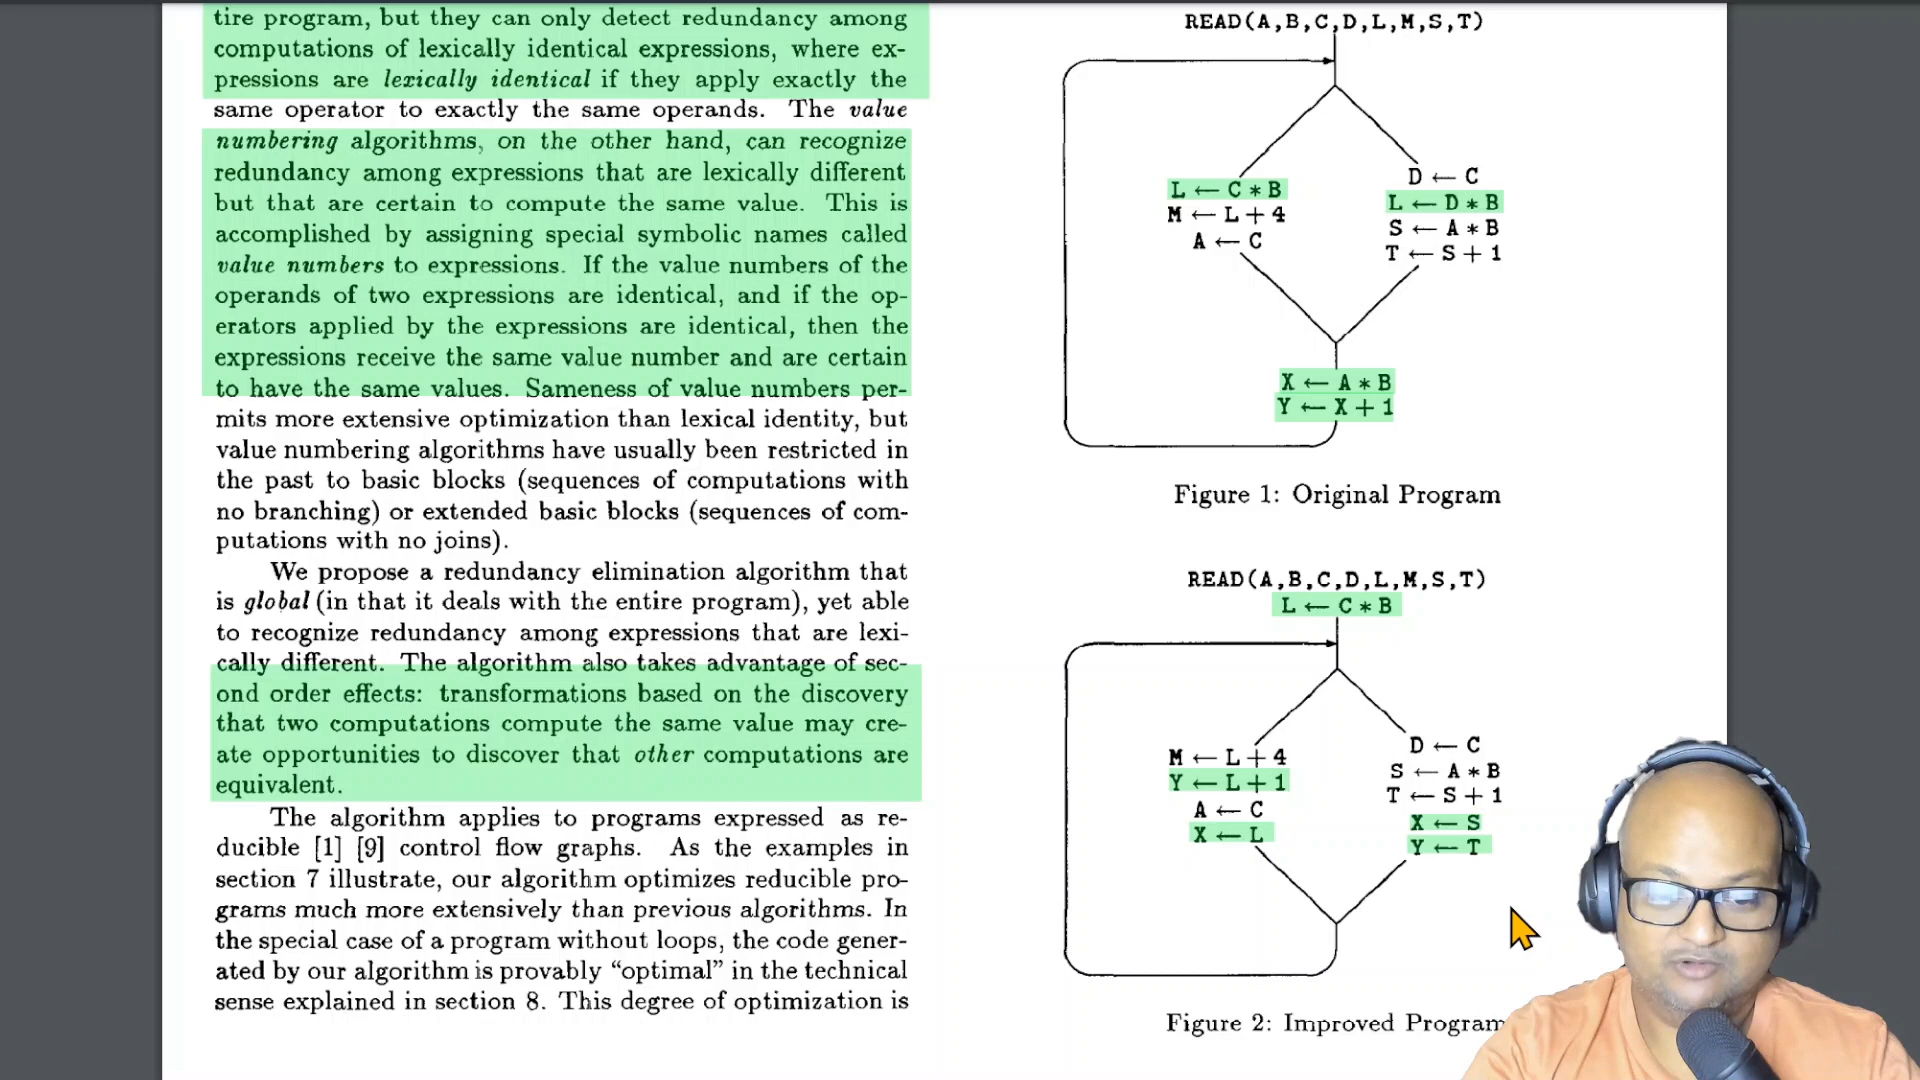 tire program, but they can only detect redundancy among
computations of lexically identical expressions, where ex-
pressions are lexically identical if they apply exactly the
same operator to exactly the same operands. The value
numbering algorithms, on the other hand, can recognize
redundancy among expressions that are lexically different
but that are certain to compute the same value. This is
accomplished by assigning special symbolic names called
value numbers to expressions. If the value numbers of the
operands of two expressions are identical, and if the op-
erators applied by the expressions are identical, then the
expressions receive the same value number and are certain
to have the same values. Sameness of value numbers per-
mits more extensive optimization than lexical identity, but
value numbering algorithms have usually been restricted in
the past to basic blocks (sequences of computations with
no branching) or extended basic blocks (sequences of com-
putations with no joins).
We propose a redundancy elimination algorithm that
is global (in that it deals with the entire program), yet able
to recognize redundancy among expressions that are lexi-
cally different. The algorithm also takes advantage of sec-
ond order effects: transformations based on the discovery
that two computations compute the same value may cre-
ate opportunities to discover that other computations are
equivalent.
The algorithm applies to programs expressed as re-
ducible [1] [9] control flow graphs. As the examples in
section 7 illustrate, our algorithm optimizes reducible pro-
grams much more extensively than previous algorithms. In
the special case of a program without loops, the code gener-
ated by our algorithm is provably “optimal” in the technical
sense explained in section 8. This degree of optimization is
READ(A,B,C,D,L,M,S,T)
L ← C * B
M ← L + 4
A ← C
D ← C
L ← D * B
S ← A * B
T ← S + 1
X ← A * B
Y ← X + 1
Figure 1: Original Program
READ(A,B,C,D,L,M,S,T)
L ← C * B
M ← L + 4
Y ← L + 1
A ← C
X ← L
D ← C
S ← A * B
T ← S + 1
X ← S
Y ← T
Figure 2: Improved Program